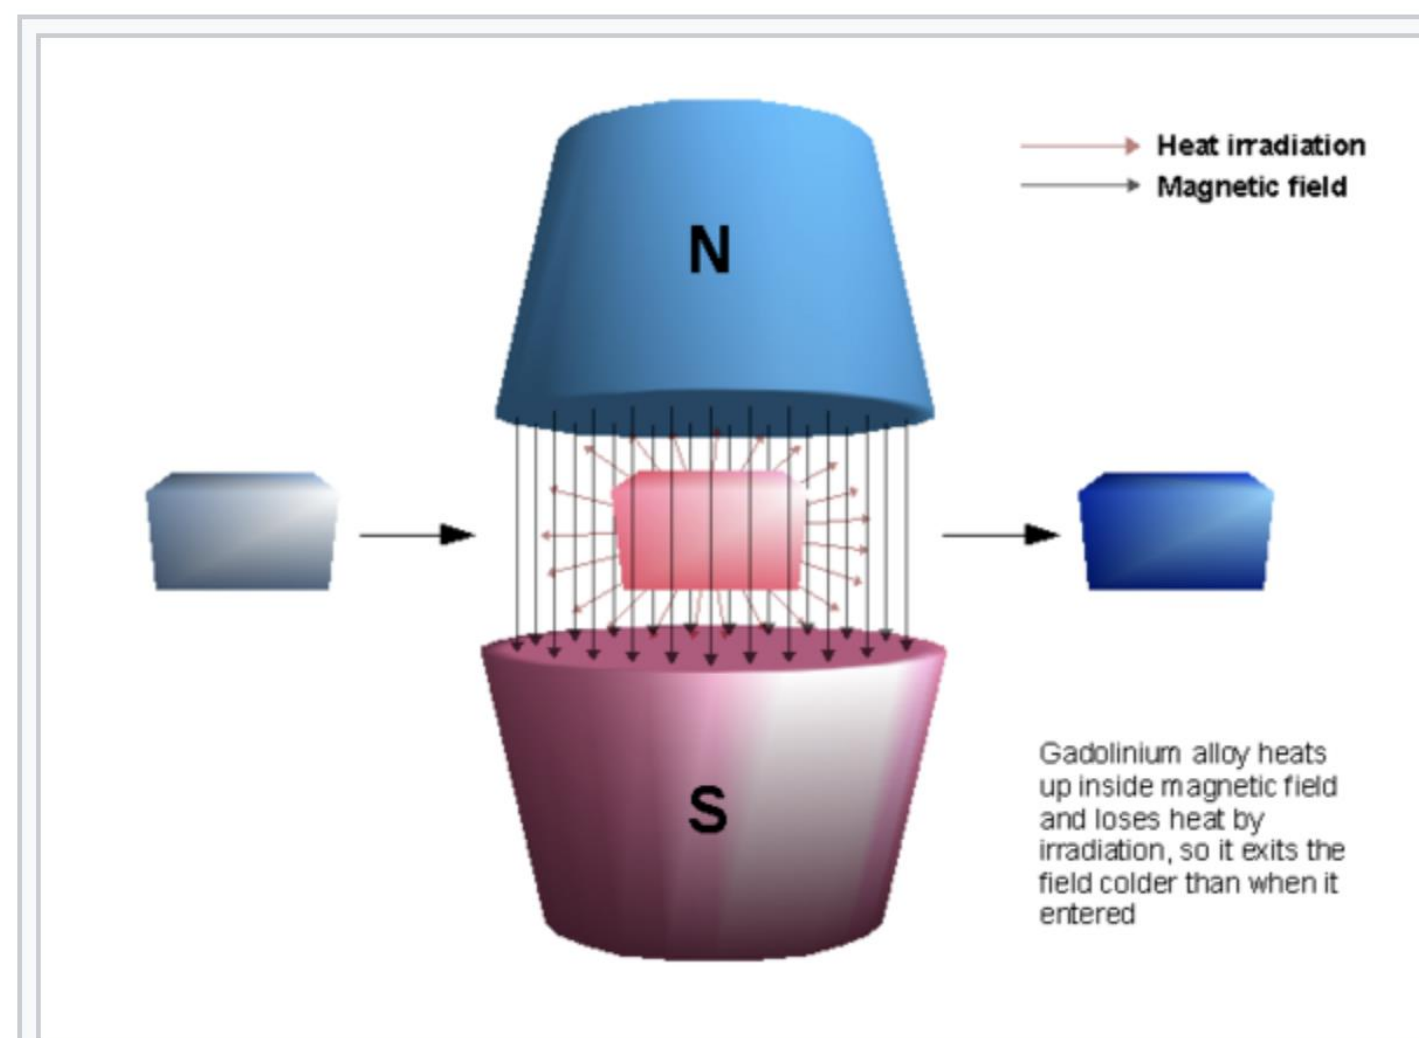 N
Heat irradiation
Magnetic field
S
Gadolinium alloy heats
up inside magnetic field
and loses heat by
irradiation, so it exits the
field colder than when it
entered